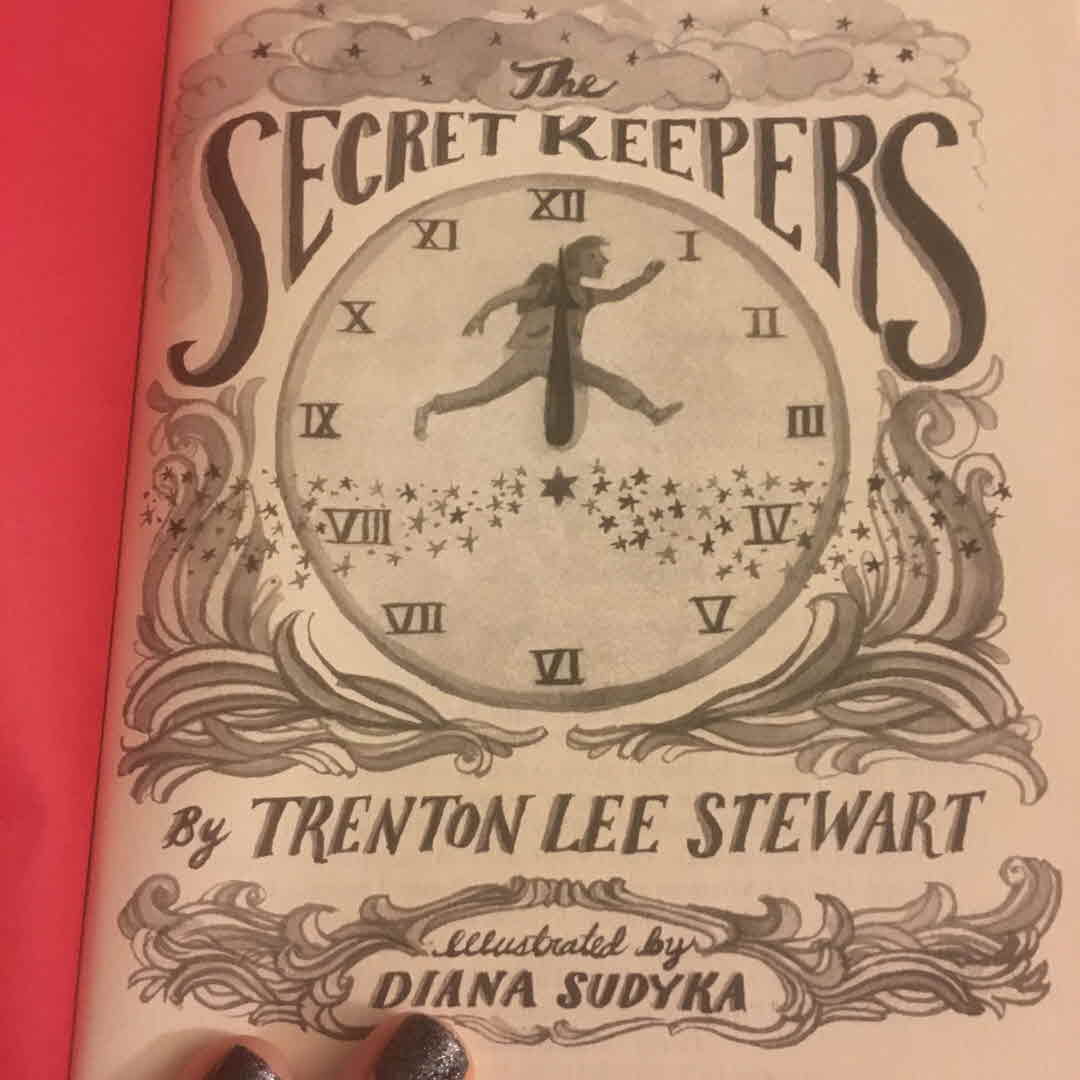 The
SECRET KEEPERS
XII
XI
I
X
II
IX
III
VIII
IV
VII
V
VI
By TRENTON LEE STEWART
Illustrated by
DIANA SUDYKA